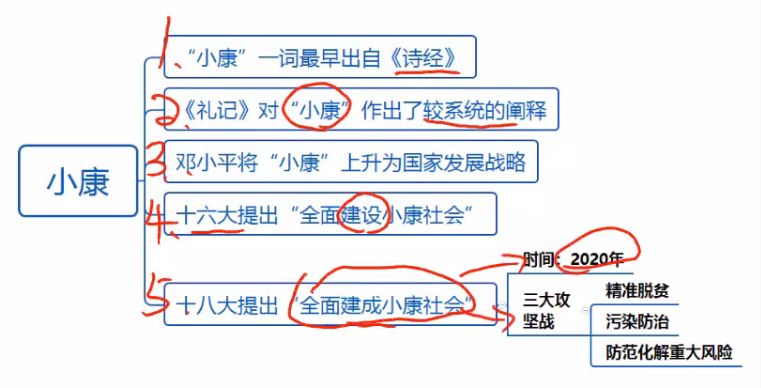 小康
1、“小康”一词最早出自《诗经》
2、《礼记》对“小康”作出了较系统的阐释
3、邓小平将“小康”上升为国家发展战略
4、十六大提出“全面建设小康社会”
5、十八大提出“全面建成小康社会”
时间：2020年
三大攻
坚战
精准脱贫
污染防治
防范化解重大风险